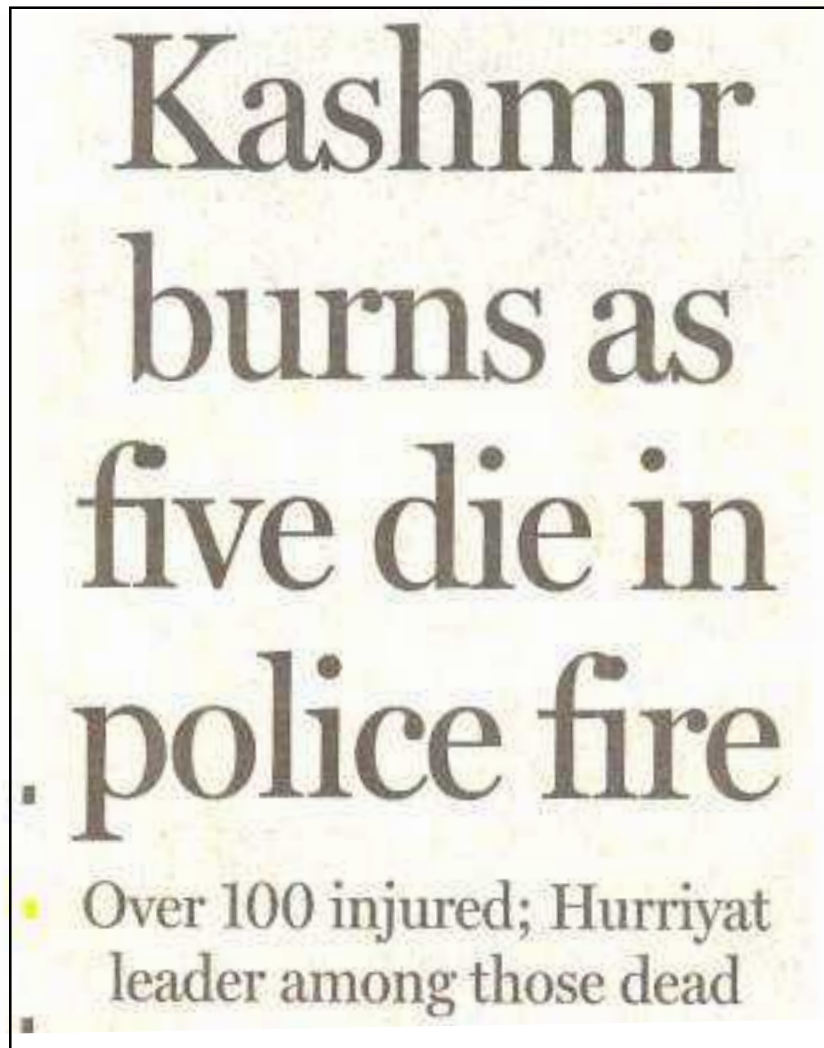 Kashmir
burns as
five die in
police fire
Over 100 injured; Hurriyat
leader among those dead